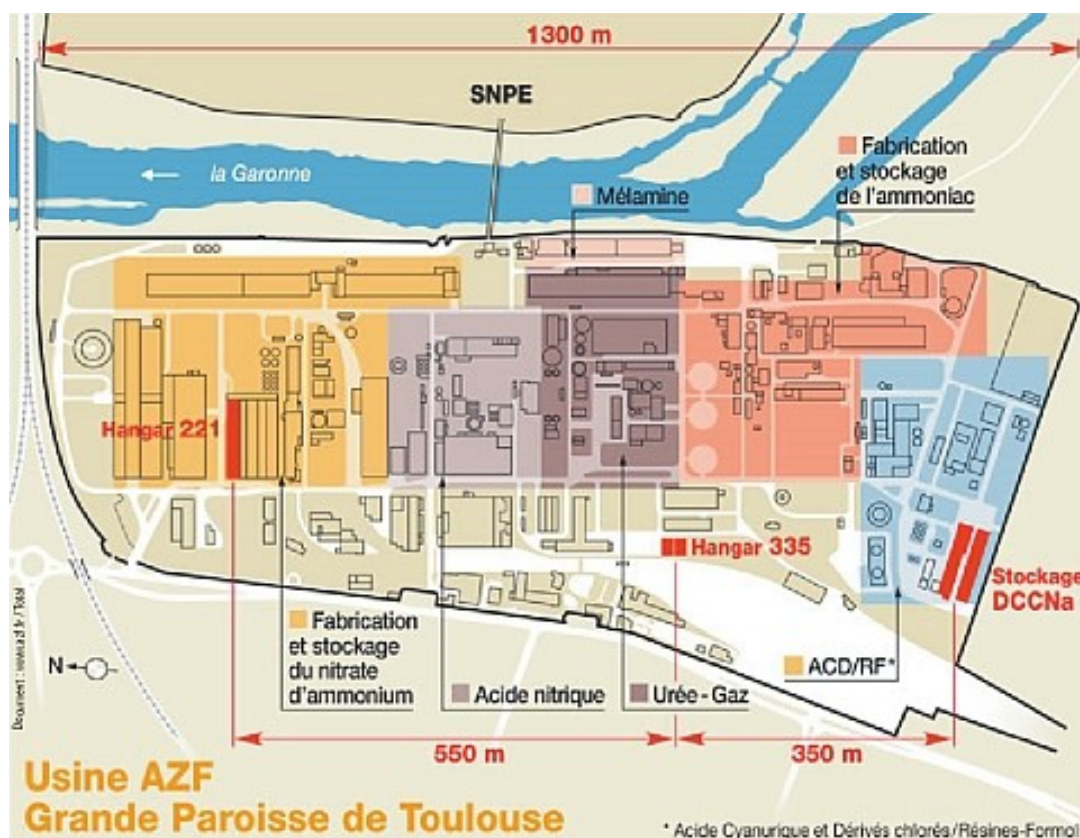 1300 m
SNPE
la Garonne
Mélamine
Fabrication
et stockage
de l'ammoniac
Hangar 221
Hangar 335
Stockage
DCCNa
Fabrication
et stockage
du nitrate
d'ammonium
Acide nitrique
Urée - Gaz
ACD/RF*
N
550 m
350 m
Usine AZF
Grande Paroisse de Toulouse
* Acide Cyanurique et Dérivés chlorés/Résines-Formol